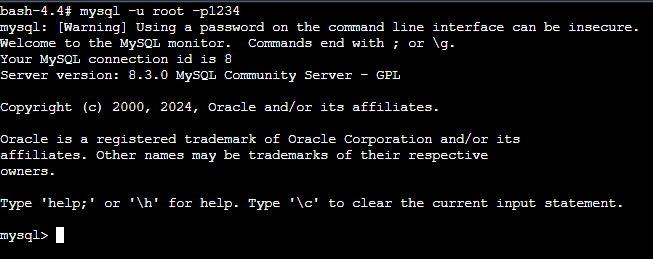 bash-4.4# mysql -u root -p1234
mysql: [Warning] Using a password on the command line interface can be insecure.
Welcome to the MySQL monitor.  Commands end with ; or \g.
Your MySQL connection id is 8
Server version: 8.3.0 MySQL Community Server - GPL
Copyright (c) 2000, 2024, Oracle and/or its affiliates.
Oracle is a registered trademark of Oracle Corporation and/or its
affiliates. Other names may be trademarks of their respective
owners.
Type 'help;' or '\h' for help. Type '\c' to clear the current input statement.
mysql>